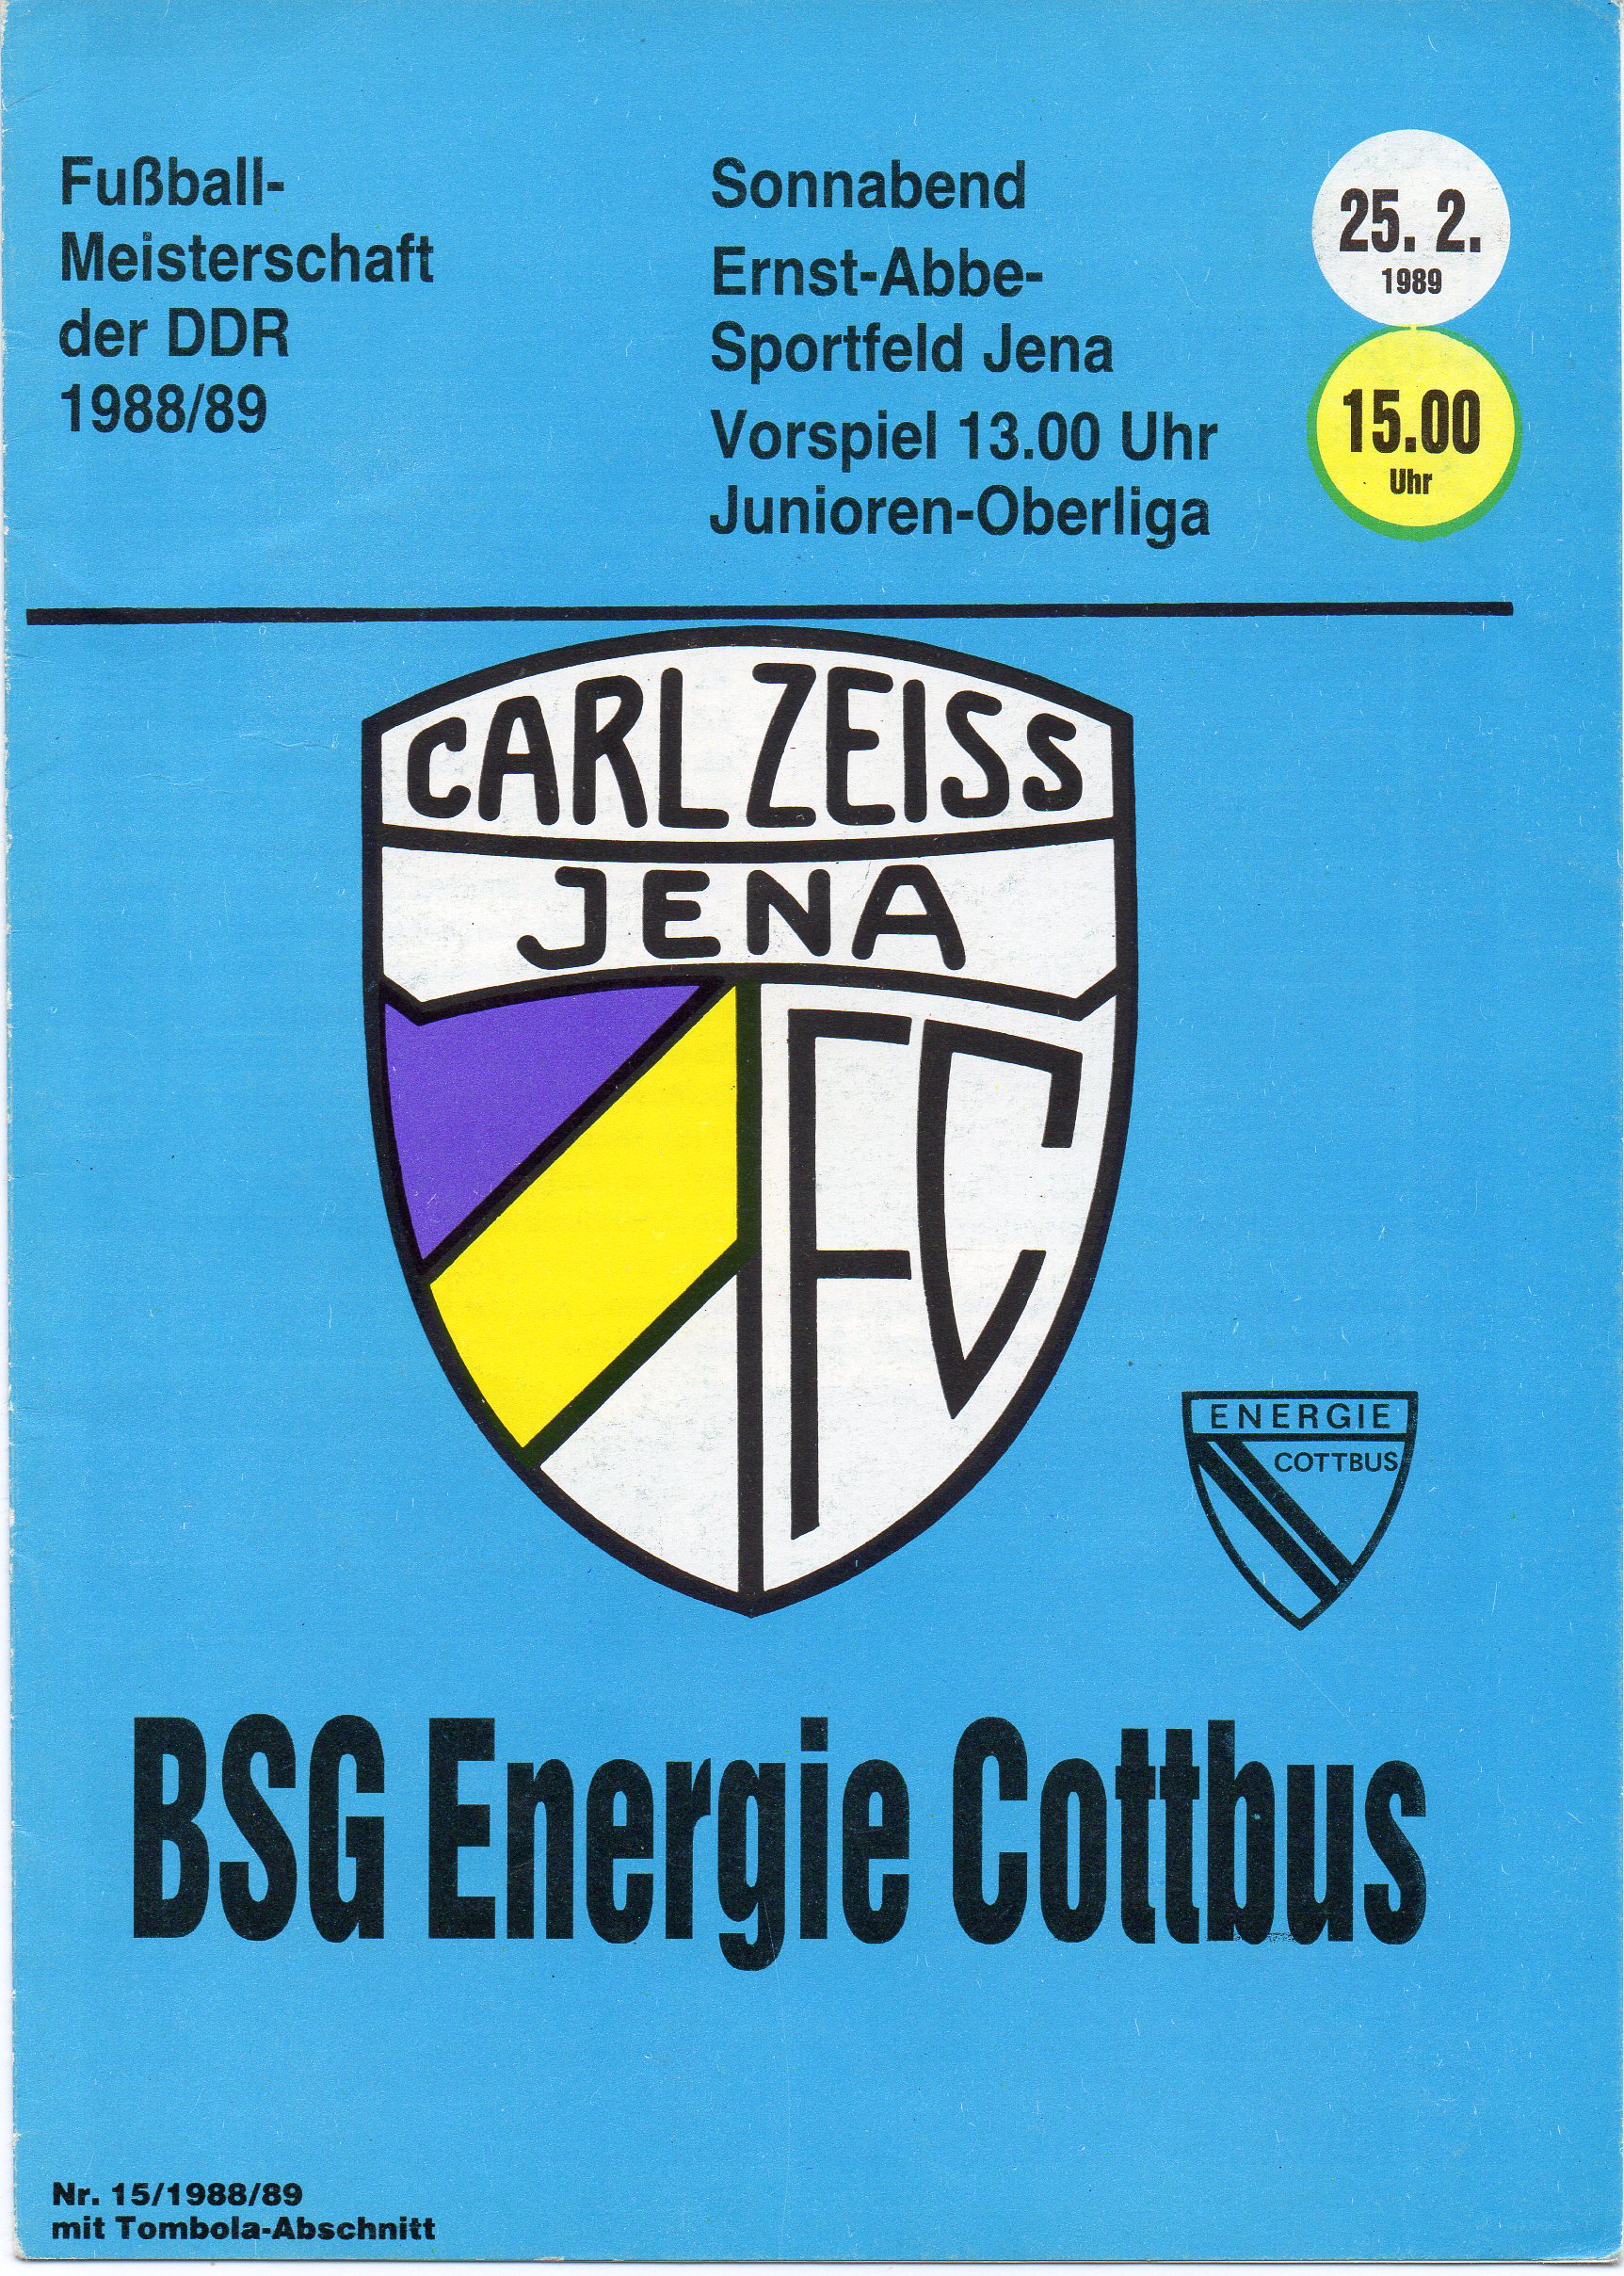 Fußball-
Meisterschaft
der DDR
1988/89
Sonnabend
Ernst-Abbe-
Sportfeld Jena
Vorspiel 13.00 Uhr
Junioren-Oberliga
25. 2.
1989
15.00
Uhr
CARL ZEISS
JENA
FC
ENERGIE
COTTBUS
BSG Energie Cottbus
Nr. 15/1988/89
mit Tombola-Abschnitt